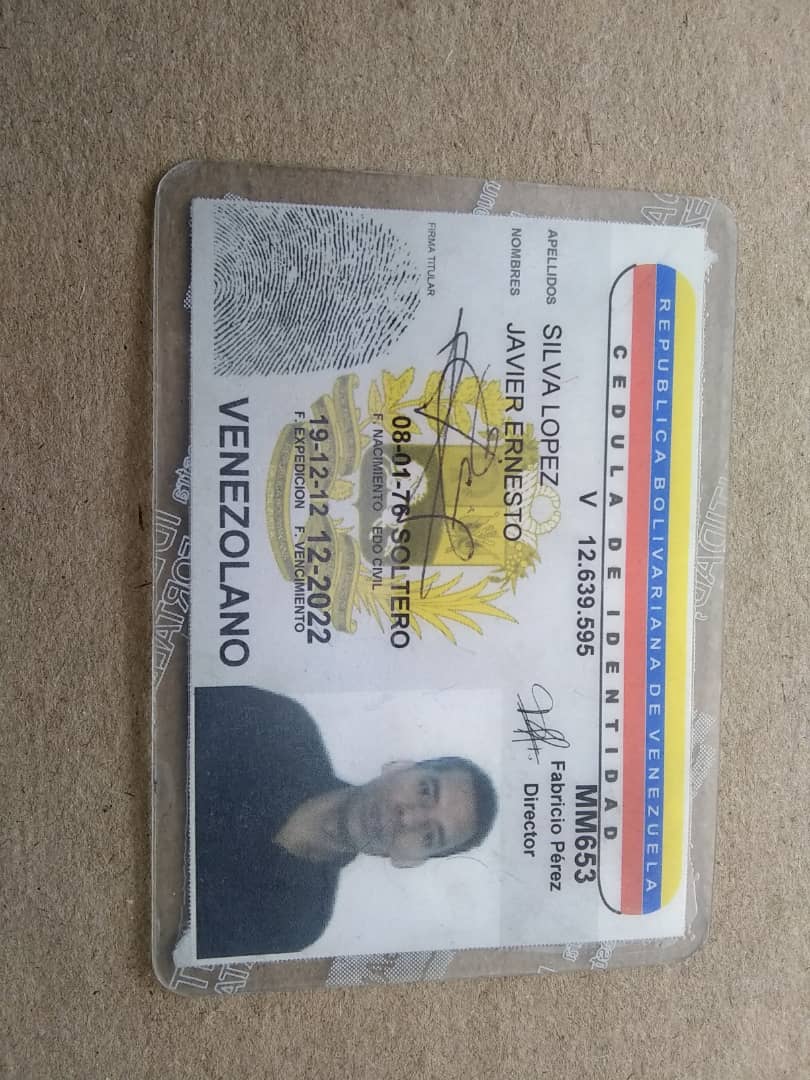 REPUBLICA BOLIVARIANA DE VENEZUELA
CEDULA DE IDENTIDAD
V 12.639.595
MM653
Fabricio Pérez
Director
APELLIDOS SILVA LOPEZ
NOMBRES JAVIER ERNESTO
FIRMA TITULAR
08-01-76 SOLTERO
F. NACIMIENTO EDO CIVIL
19-12-12 12-2022
F. EXPEDICION F. VENCIMIENTO
VENEZOLANO